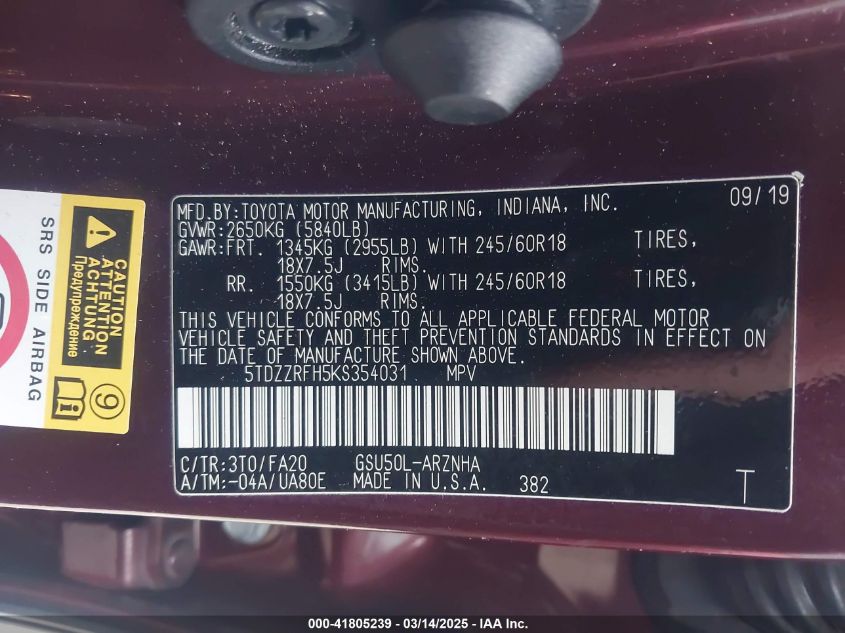 MFD.BY:TOYOTA MOTOR MANUFACTURING, INDIANA, INC. 09/19
GVWR:2650KG (5840LB)
GAWR:FRT. 1345KG (2955LB) WITH 245/60R18 TIRES,
18X7.5J RIMS.
RR. 1550KG (3415LB) WITH 245/60R18 TIRES,
18X7.5J RIMS.
THIS VEHICLE CONFORMS TO ALL APPLICABLE FEDERAL MOTOR
VEHICLE SAFETY AND THEFT PREVENTION STANDARDS IN EFFECT ON
THE DATE OF MANUFACTURE SHOWN ABOVE.
5TDZZRFH5KS354031 MPV
C/TR:3T0/FA20 GSU50L-ARZNHA
A/TM:-04A/UA80E MADE IN U.S.A. 382
T
SRS SIDE AIRBAG
CAUTION
ATTENTION
ACHTUNG
Предупреждение
9
000-41805239 - 03/14/2025 - IAA Inc.